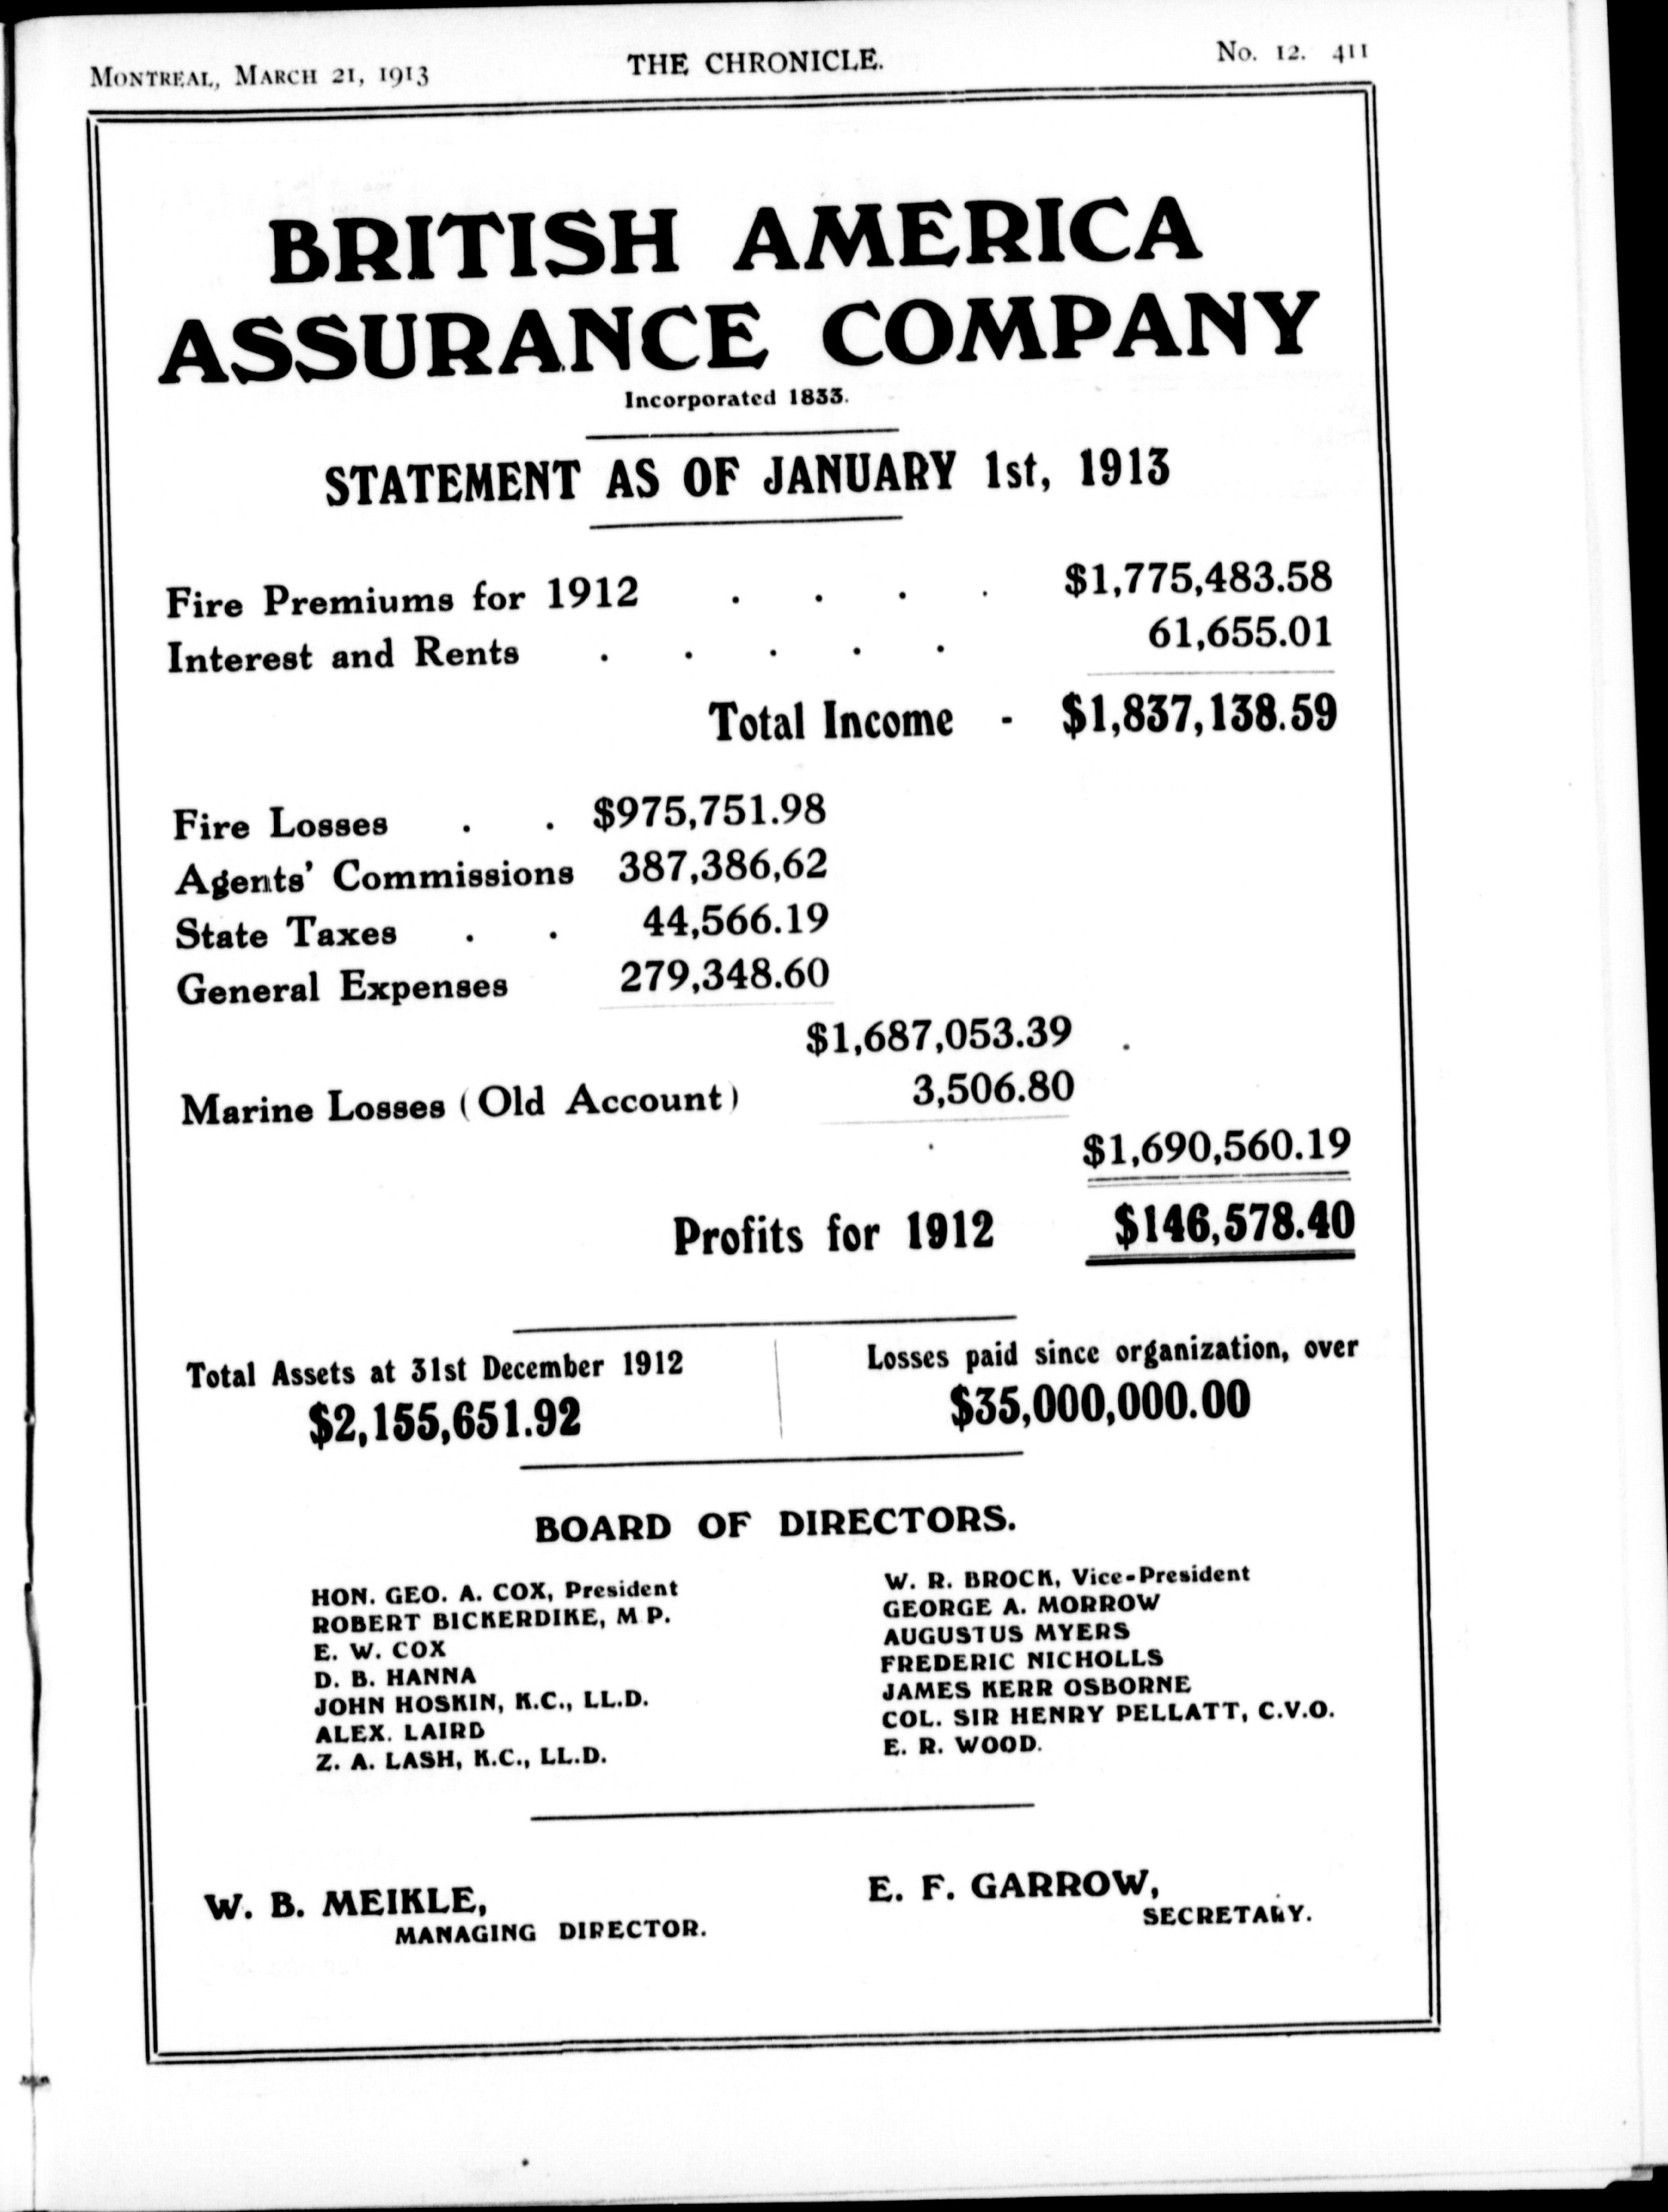 MONTREAL, MARCH 21, 1913 THE CHRONICLE. No. 12. 411
BRITISH AMERICA
ASSURANCE COMPANY
Incorporated 1833.
STATEMENT AS OF JANUARY 1st, 1913
Fire Premiums for 1912 . . . . $1,775,483.58
Interest and Rents . . . . . 61,655.01
Total Income - $1,837,138.59
Fire Losses . . $975,751.98
Agents' Commissions 387,386,62
State Taxes . . 44,566.19
General Expenses 279,348.60
$1,687,053.39
Marine Losses (Old Account) 3,506.80
$1,690,560.19
Profits for 1912 $146,578.40
Total Assets at 31st December 1912
$2,155,651.92
Losses paid since organization, over
$35,000,000.00
BOARD OF DIRECTORS.
HON. GEO. A. COX, President
ROBERT BICKERDIKE, M P.
E. W. COX
D. B. HANNA
JOHN HOSKIN, K.C., LL.D.
ALEX. LAIRD
Z. A. LASH, K.C., LL.D.
W. R. BROCK, Vice-President
GEORGE A. MORROW
AUGUSTUS MYERS
FREDERIC NICHOLLS
JAMES KERR OSBORNE
COL. SIR HENRY PELLATT, C.V.O.
E. R. WOOD.
W. B. MEIKLE,
MANAGING DIRECTOR.
E. F. GARROW,
SECRETARY.